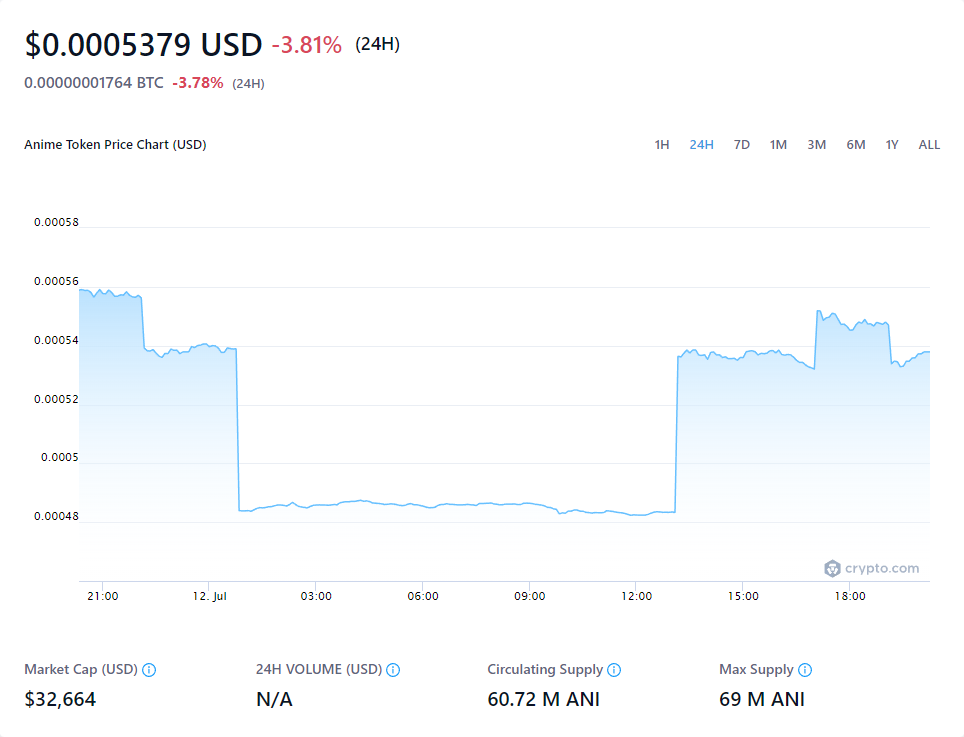 $0.0005379 USD -3.81% (24H)
0.00000001764 BTC -3.78% (24H)
Anime Token Price Chart (USD) 1H 24H 7D 1M 3M 6M 1Y ALL
0.00058
0.00056
0.00054
0.00052
0.0005
0.00048
crypto.com
21:00 12. Jul 03:00 06:00 09:00 12:00 15:00 18:00
Market Cap (USD) 24H VOLUME (USD) Circulating Supply Max Supply
$32,664 N/A 60.72 M ANI 69 M ANI